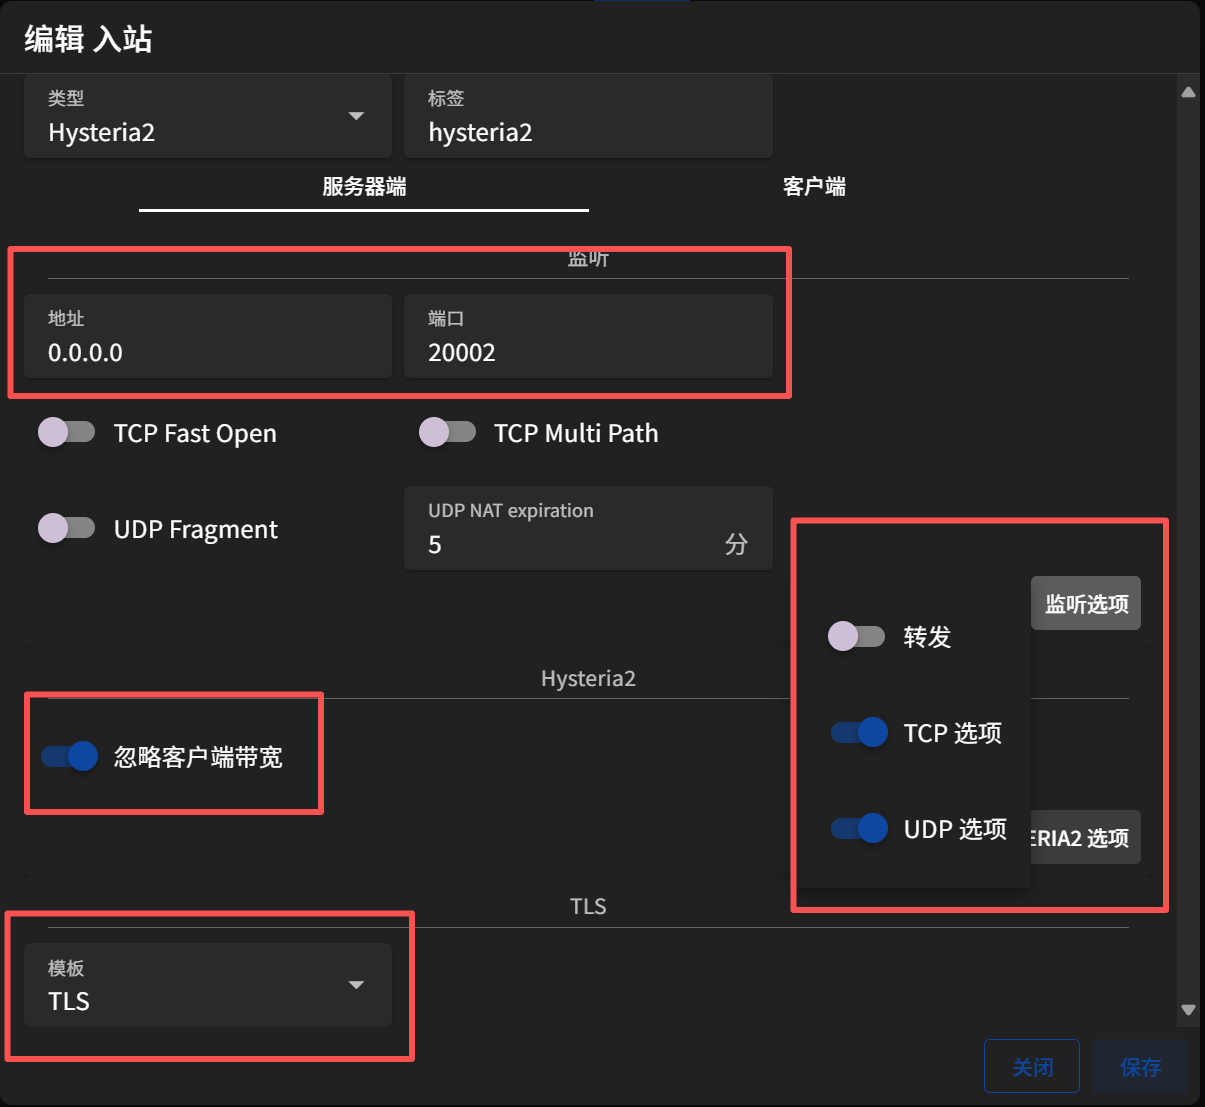 编辑 入站
类型
Hysteria2
标签
hysteria2
服务器端
客户端
监听
地址
0.0.0.0
端口
20002
TCP Fast Open
TCP Multi Path
UDP Fragment
UDP NAT expiration
5
分
监听选项
转发
TCP 选项
UDP 选项
Hysteria2
忽略客户端带宽
ERIA2 选项
TLS
模板
TLS
关闭
保存